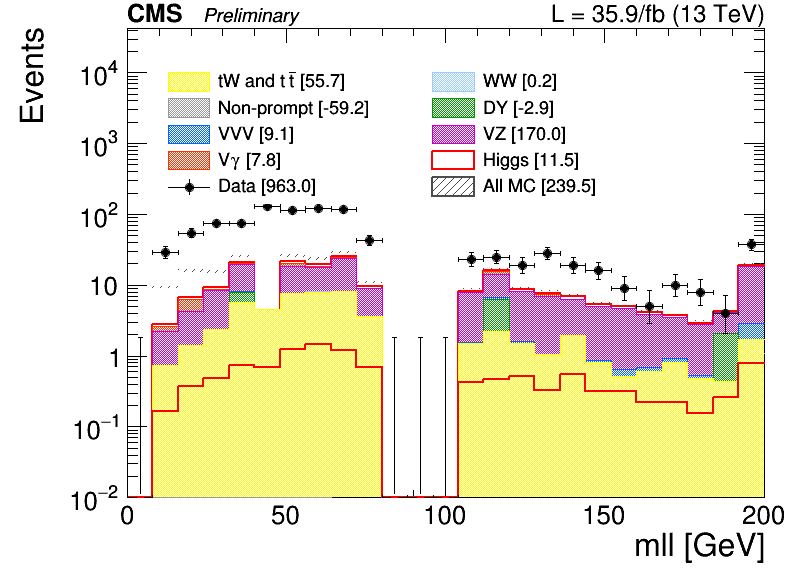 CMS Preliminary L = 35.9/fb (13 TeV)
Events
tW and tt̅ [55.7] WW [0.2]
Non-prompt [-59.2] DY [-2.9]
VVV [9.1] VZ [170.0]
Vγ [7.8] Higgs [11.5]
Data [963.0] All MC [239.5]
10⁴
10³
10²
10
1
10⁻¹
10⁻²
0 50 100 150 200
mll [GeV]